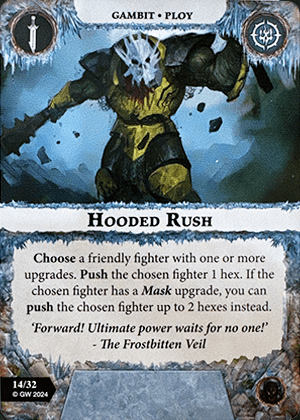 GAMBIT • PLOY
HOODED RUSH
Choose a friendly fighter with one or more
upgrades. Push the chosen fighter 1 hex. If the
chosen fighter has a Mask upgrade, you can
push the chosen fighter up to 2 hexes instead.
‘Forward! Ultimate power waits for no one!’
- The Frostbitten Veil
14/32
© GW 2024